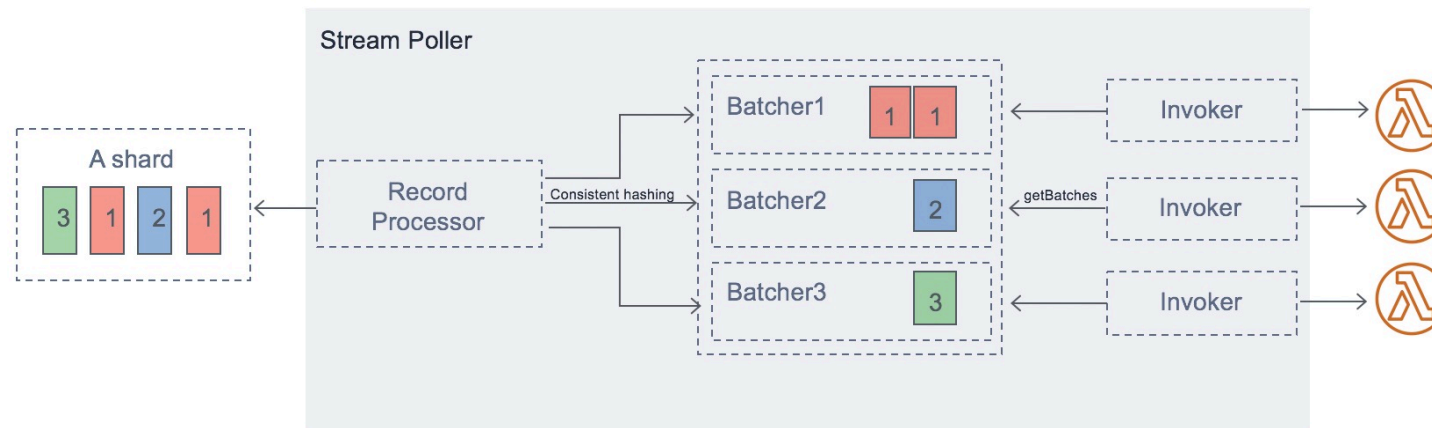 Stream Poller
A shard
3 1 2 1
Record
Processor
Consistent hashing
Batcher1
1 1
Batcher2
2
Batcher3
3
getBatches
Invoker
Invoker
Invoker